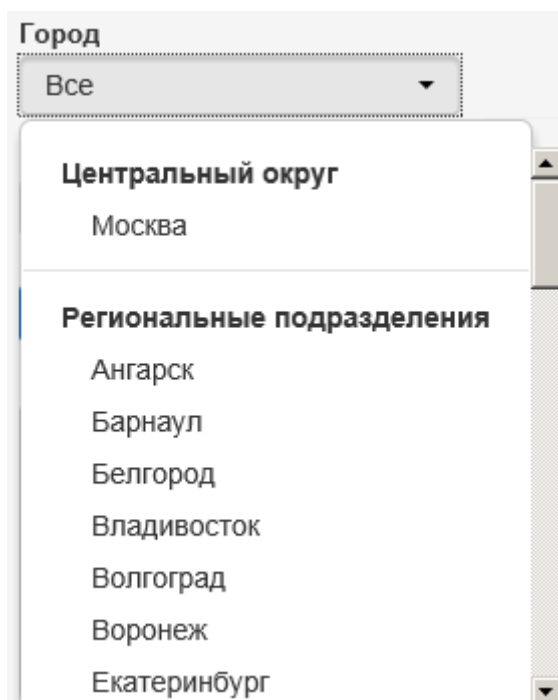 Город
Все
Центральный округ
Москва
Региональные подразделения
Ангарск
Барнаул
Белгород
Владивосток
Волгоград
Воронеж
Екатеринбург